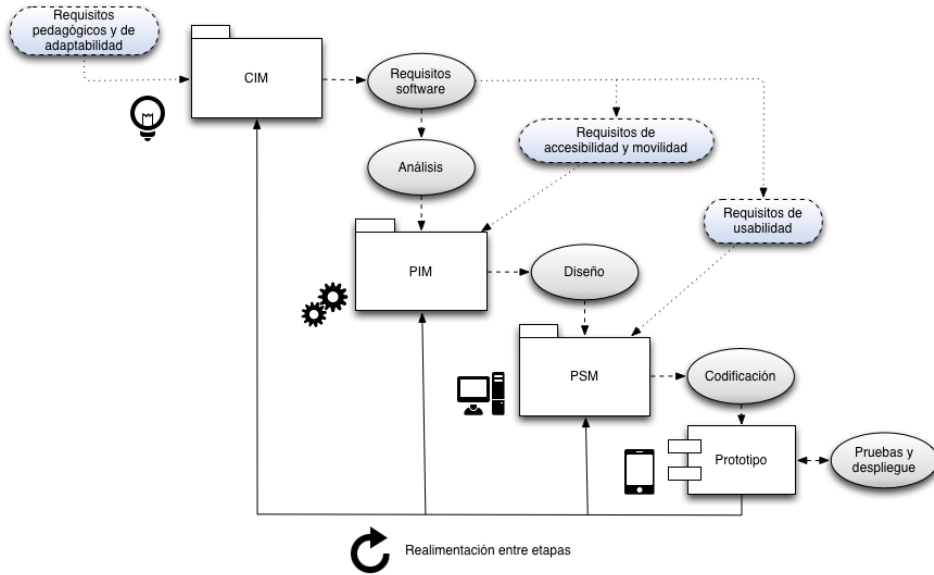 Requisitos
pedagógicos y de
adaptabilidad
CIM
Requisitos
software
Requisitos de
accesibilidad y movilidad
Análisis
Requisitos de
usabilidad
PIM
Diseño
PSM
Codificación
Prototipo
Pruebas y
despliegue
Realimentación entre etapas